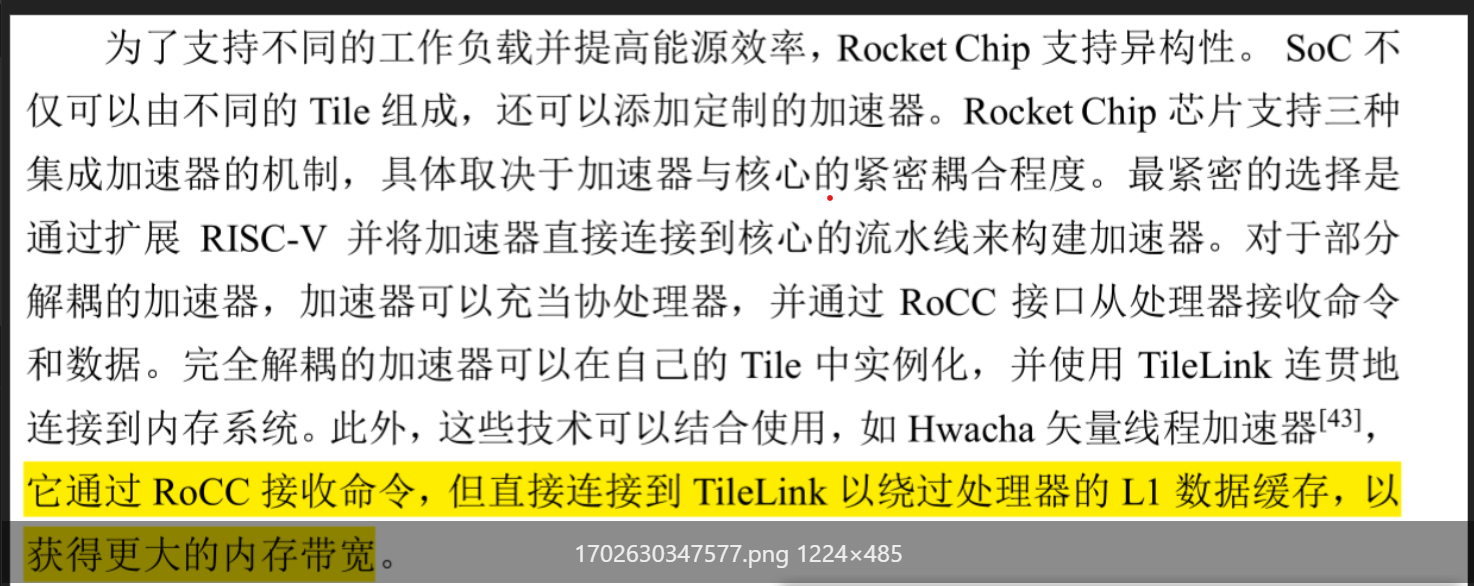 为了支持不同的工作负载并提高能源效率，Rocket Chip 支持异构性。 SoC 不
仅可以由不同的 Tile 组成，还可以添加定制的加速器。Rocket Chip 芯片支持三种
集成加速器的机制，具体取决于加速器与核心的紧密耦合程度。最紧密的选择是
通过扩展 RISC-V 并将加速器直接连接到核心的流水线来构建加速器。对于部分
解耦的加速器，加速器可以充当协处理器，并通过 RoCC 接口从处理器接收命令
和数据。完全解耦的加速器可以在自己的 Tile 中实例化，并使用 TileLink 连贯地
连接到内存系统。此外，这些技术可以结合使用，如 Hwacha 矢量线程加速器[43]，
它通过 RoCC 接收命令，但直接连接到 TileLink 以绕过处理器的 L1 数据缓存，以
获得更大的内存带宽。
1702630347577.png 1224×485